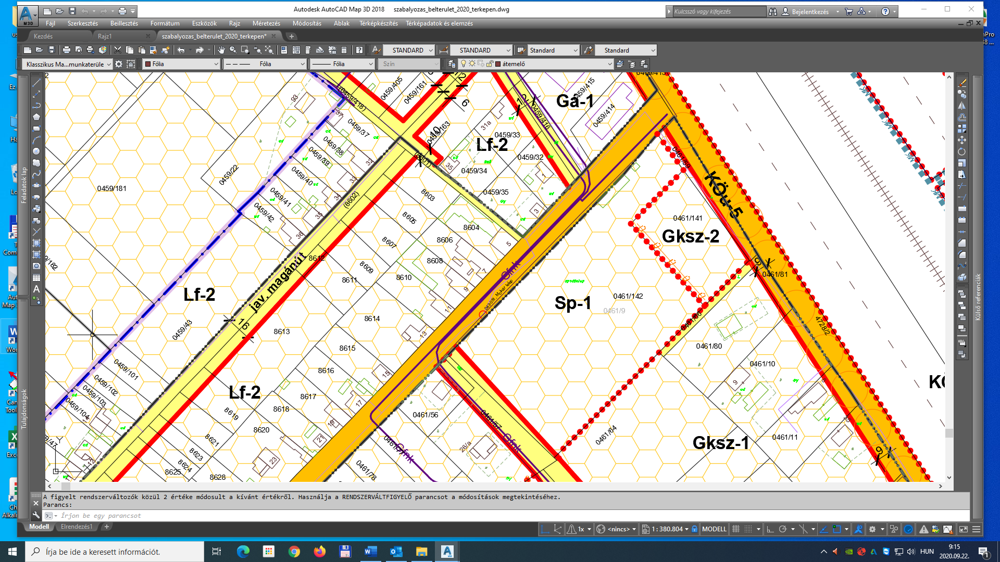 Autodesk AutoCAD Map 3D 2018 szabalyozas_belterulet_2020_terkepen.dwg
Kulcsszó vagy kifejezés
Bejelentkezés
M3D
Fájl Szerkesztés Beillesztés Formátum Eszközök Rajz Méretezés Módosítás Ablak Térképkészítés Térképadatok és elemzés
Kezdés Rajz1 szabalyozas_belterulet_2020_terkepen*
STANDARD STANDARD Standard Standard
Klasszikus Ma...munkaterüle Fólia Fólia Fólia Szín átemelő
Feladatok lap
Tulajdonságok
Külső referenciák
0459/405
0459/161
0459/415
0459/418)
93
37
12
6
Gá-1
0459/414
0459/416
0459/37
10
0459/163
31a
0459/33
Lf-2
0459/38
0459/39
0459/32
0459/40
0459/34
35
0459/22
0459/181
0459/41
0459/42
33
34
(8602)
8603
0459/35
1
3
0461/59
KÖu-5
0461/141
Gksz-2
8605
8604
35
36
8606
8607
5
8612
8608
8609
7
jav. magánút
8611
8610
9
Gfnk
sporttelep
9
0461/81
Lf-2
Sp-1
0461/142
0461/9
11
16
0459/43
8613
8614
13
4728/2
8615
0461/80
0461/10
0459/101
8616
15
9
0459/102
0459/103
0459/104
Lf-2
8617
17
8618
0461/56
0461/57
8619
8620
19
21
Gfnk
0461/64
Gksz-1
0461/11
8621
8623
8624
8625
8628
23
Gfnk
26/a
0461/78
9
A figyelt rendszerváltozók közül 2 értéke módosult a kívánt értékről. Használja a RENDSZERVÁLTFIGYELŐ parancsot a módosítások megtekintéséhez.
Parancs:
Írjon be egy parancsot
Modell Elrendezés1
1x <nincs> 1 : 380.804 MODELL
Írja be ide a keresett információt.
HUN
9:15
2020.09.22.